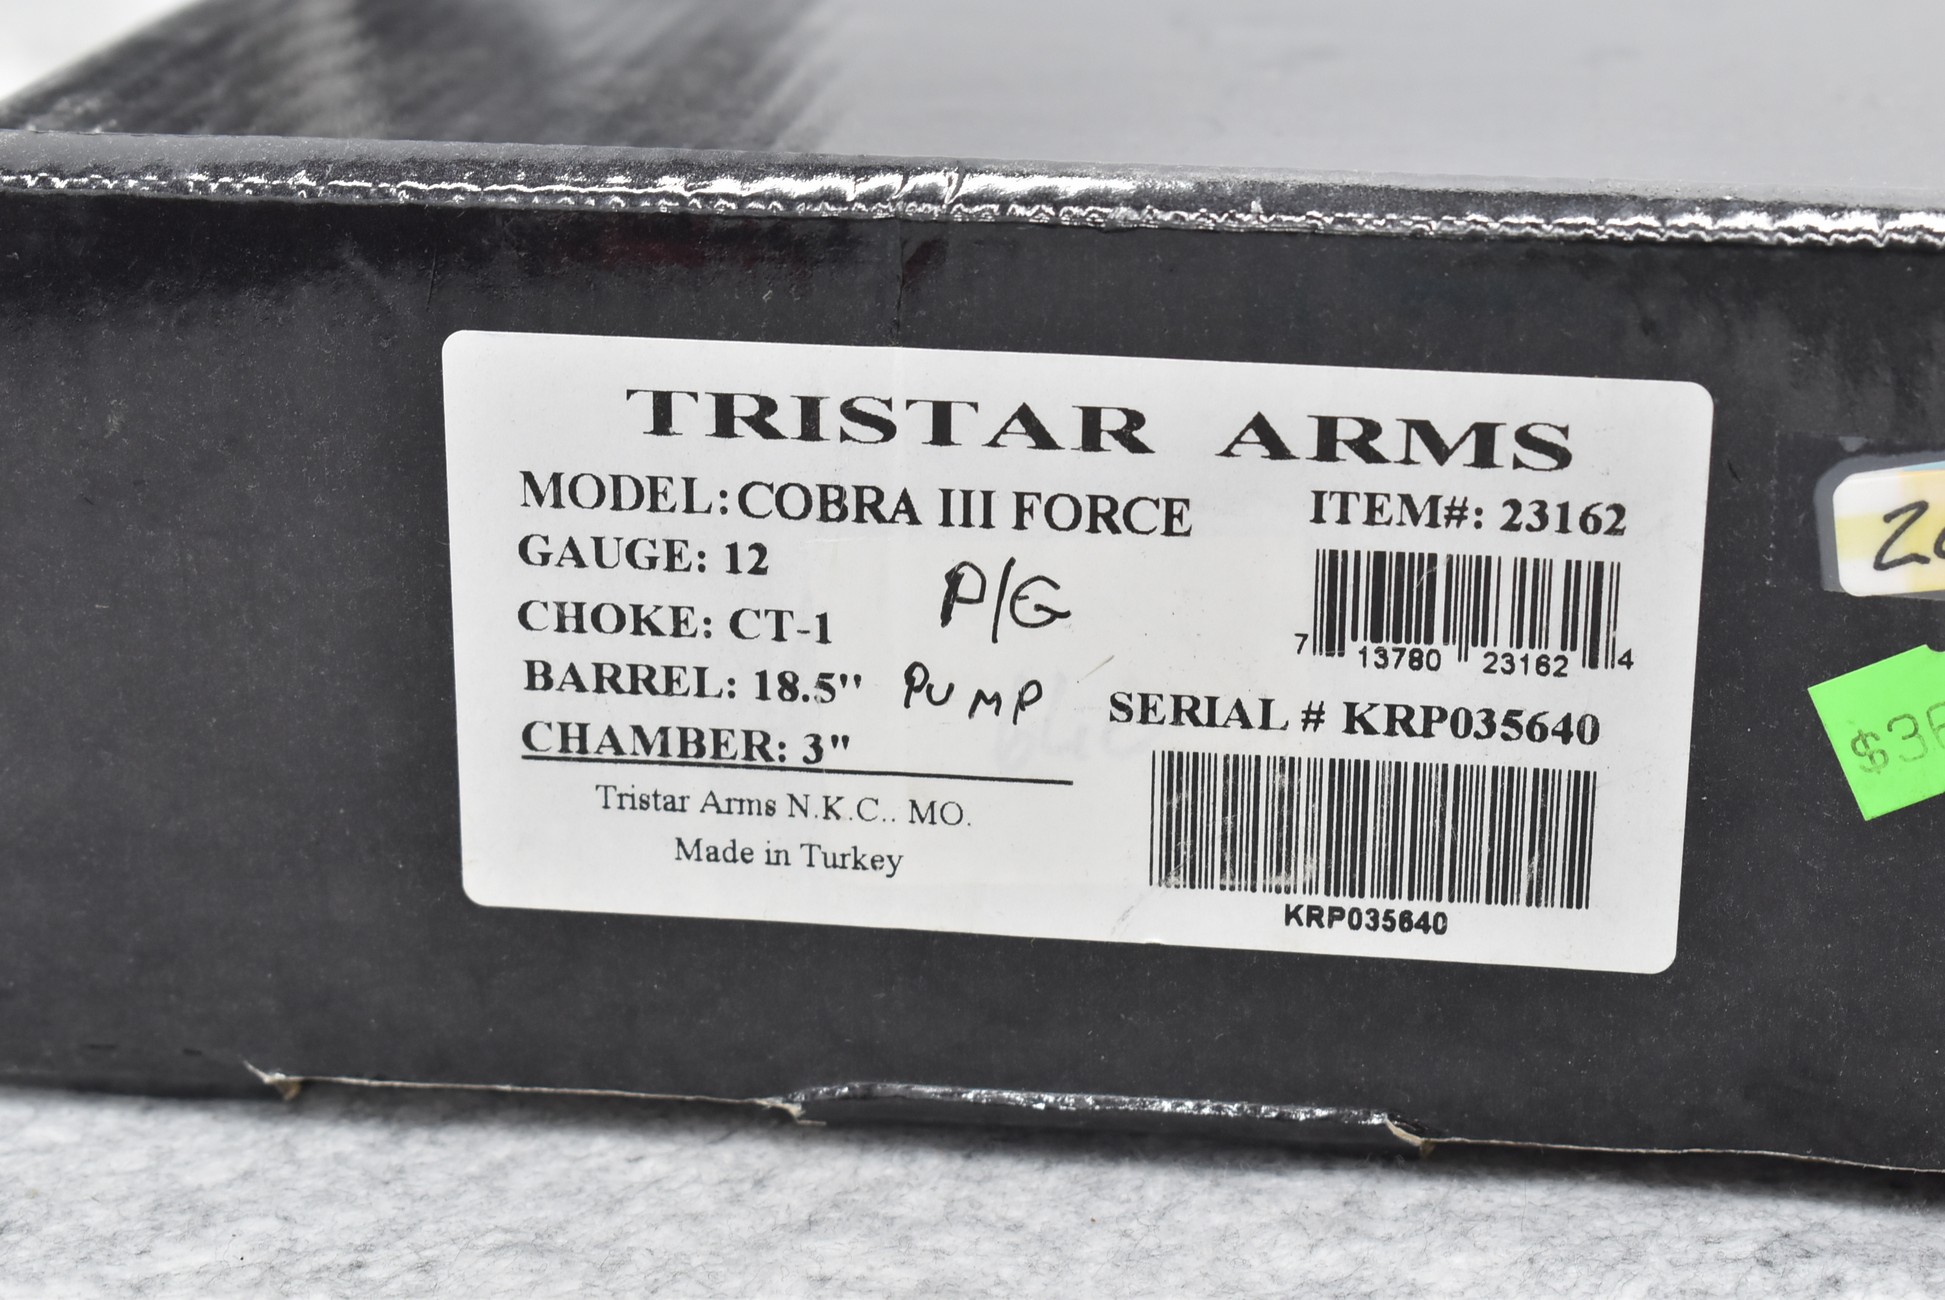 TRISTAR ARMS
MODEL: COBRA III FORCE
ITEM#: 23162
GAUGE: 12
P/G
CHOKE: CT-1
7 13780 23162 4
BARREL: 18.5"
PUMP
SERIAL # KRP035640
CHAMBER: 3"
Tristar Arms N.K.C.. MO.
Made in Turkey
KRP035640